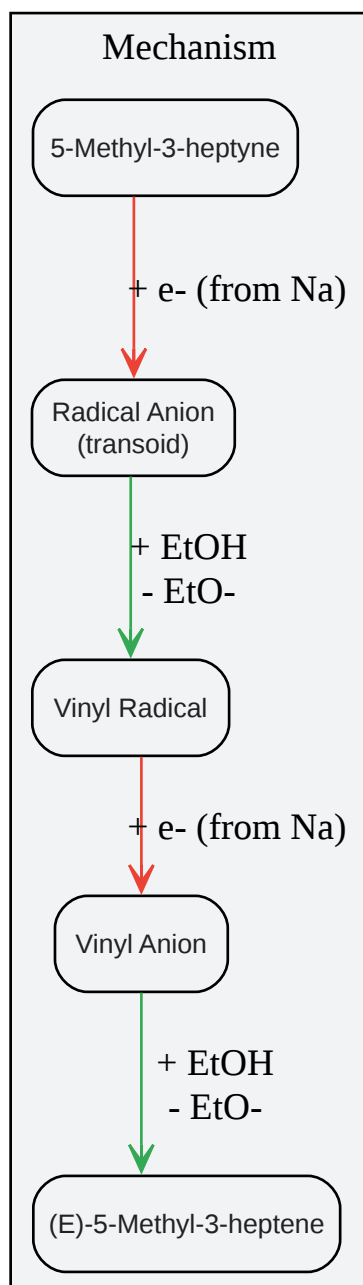 Mechanism
5-Methyl-3-heptyne
+ e- (from Na)
Radical Anion
(transoid)
+ EtOH
- EtO-
Vinyl Radical
+ e- (from Na)
Vinyl Anion
+ EtOH
- EtO-
(E)-5-Methyl-3-heptene